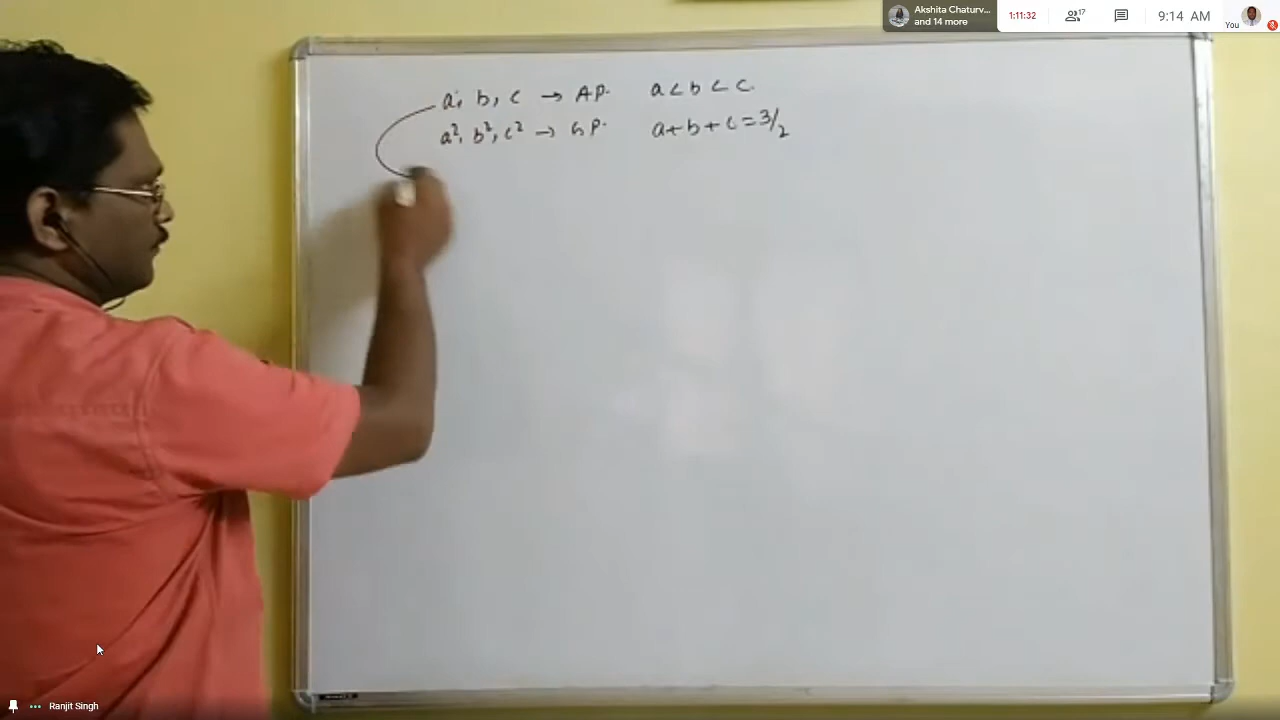 Akshita Chaturv...
and 14 more
1:11:32
17
9:14 AM
You
a, b, c → A.P. a < b < c.
a², b², c² → G.P. a+b+c=3/2
Ranjit Singh